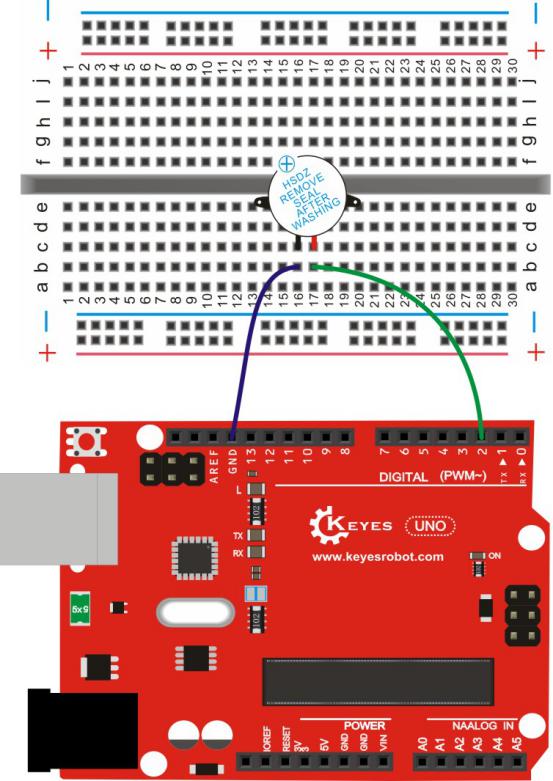 1 2 3 4 5 6 7 8 9 10 11 12 13 14 15 16 17 18 19 20 21 22 23 24 25 26 27 28 29 30
j j
I I
h h
g g
f f
HSDZ
REMOVE
SEAL
AFTER
WASHING
e e
d d
c c
b b
a a
1 2 3 4 5 6 7 8 9 10 11 12 13 14 15 16 17 18 19 20 21 22 23 24 25 26 27 28 29 30
AREF GND 13 12 11 10 9 8 7 6 5 4 3 2 TX▶1 RX▶0
DIGITAL (PWM~)
L
102
TX
RX
KEYES UNO
www.keyesrobot.com
ON
102
5x9
102
POWER
NAALOG IN
IOREF RESET 3V3 5V GND GND VIN A0 A1 A2 A3 A4 A5